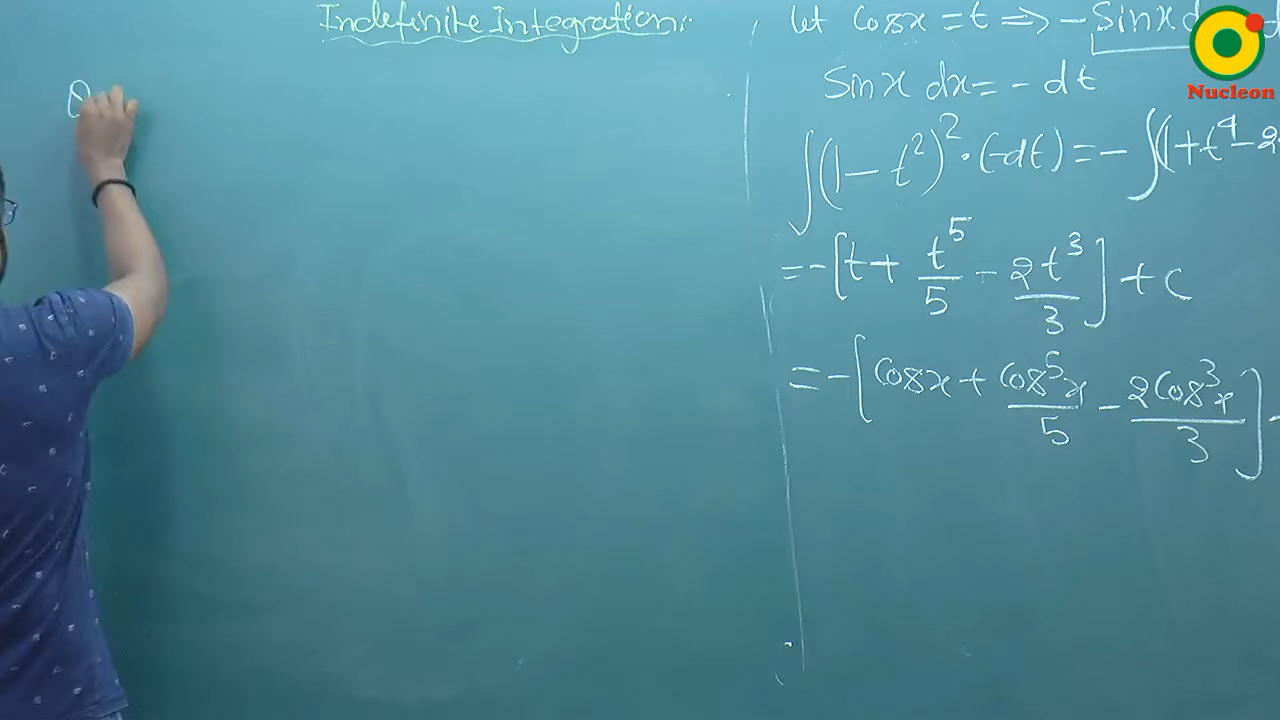 Indefinite Integration:
Q
let Cosx = t ⇒ - Sinx d
Sinx dx = - dt
∫(1 - t²)² · (-dt) = - ∫(1 + t⁴ - 2
= - [t + t⁵/5 - 2t³/3] + c
= - [Cosx + Cos⁵x/5 - 2Cos³x/3]
Nucleon